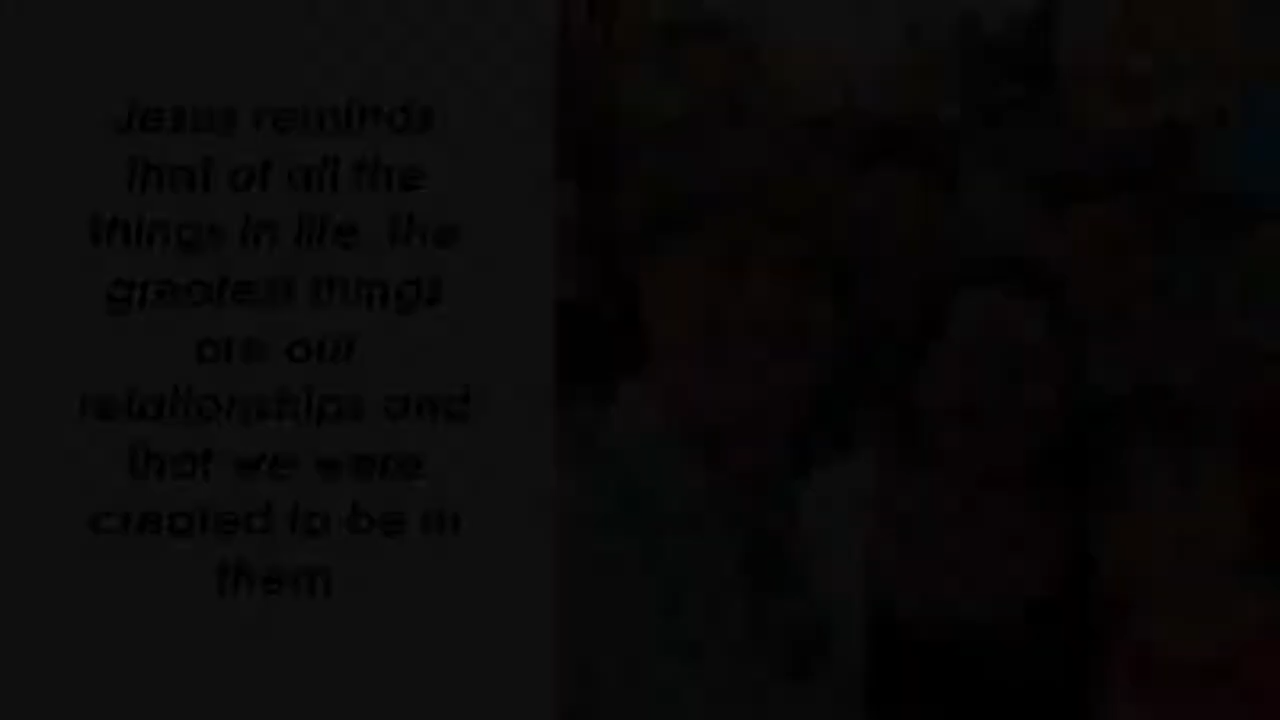 Jesus reminds
that of all the
things in life, the
greatest things
are our
relationships and
that we were
created to be in
them